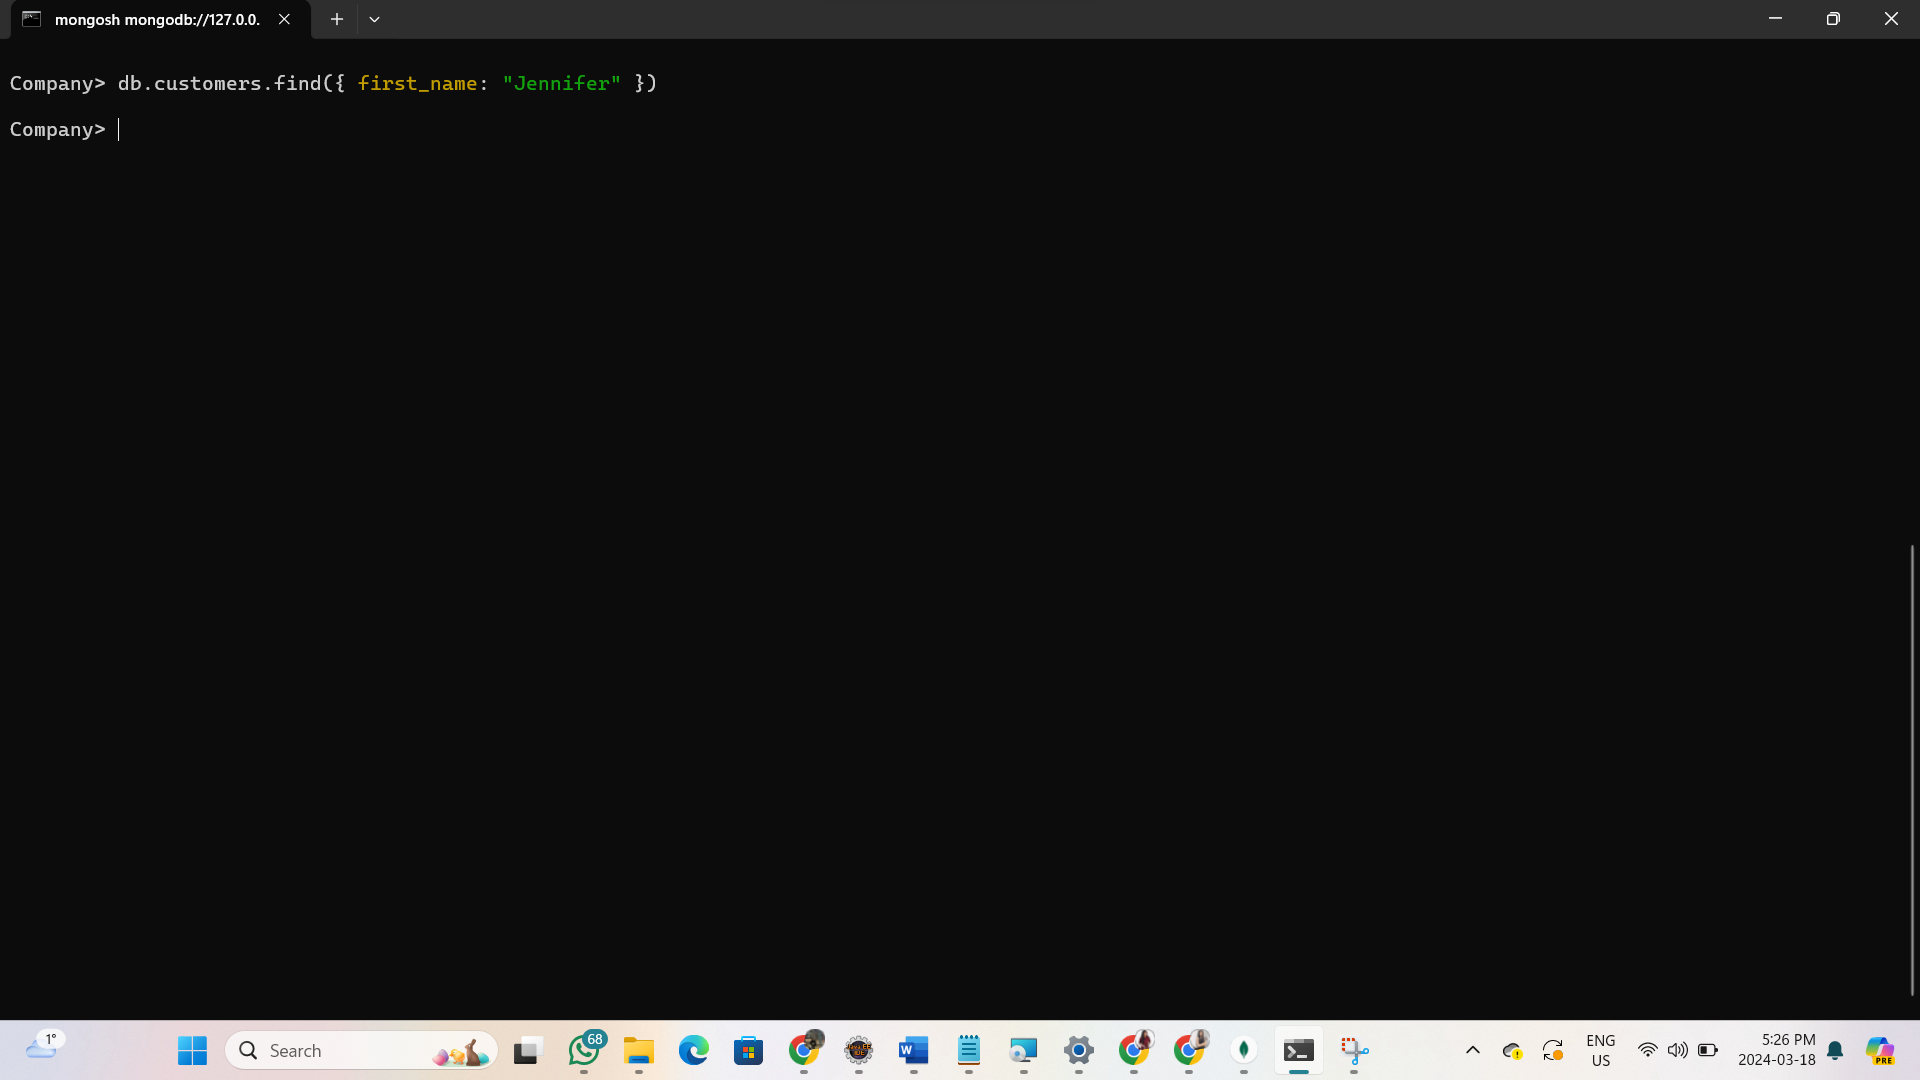 mongosh mongodb://127.0.0.
Company> db.customers.find({ first_name: "Jennifer" })
Company>
1°
Search
68
ENG
US
5:26 PM
2024-03-18
PRE